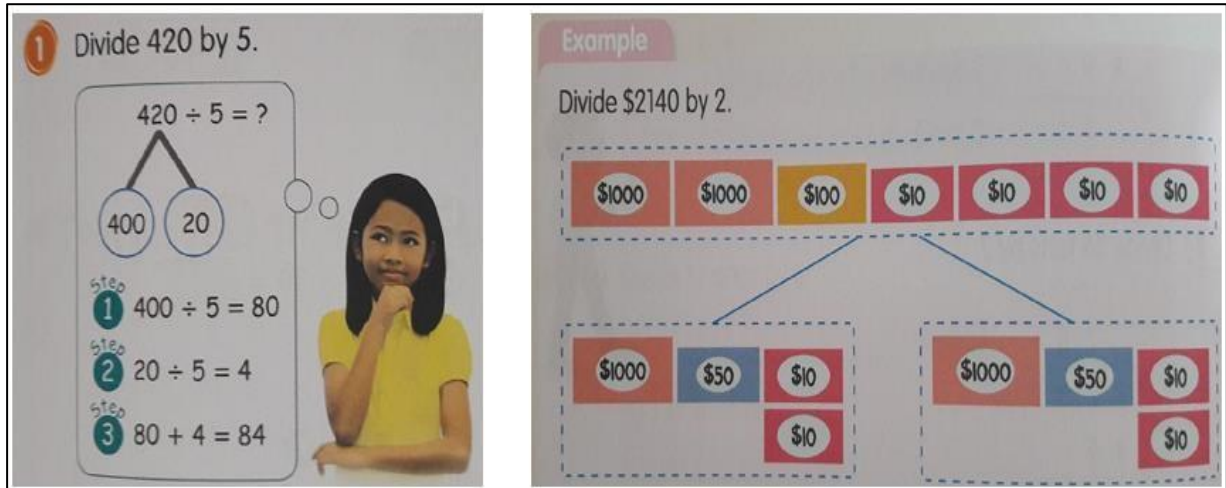 1 Divide 420 by 5.
420 ÷ 5 = ?
400 20
Step 1 400 ÷ 5 = 80
Step 2 20 ÷ 5 = 4
Step 3 80 + 4 = 84
Example
Divide $2140 by 2.
$1000 $1000 $100 $10 $10 $10 $10
$1000 $50 $10 $1000 $50 $10
$10 $10